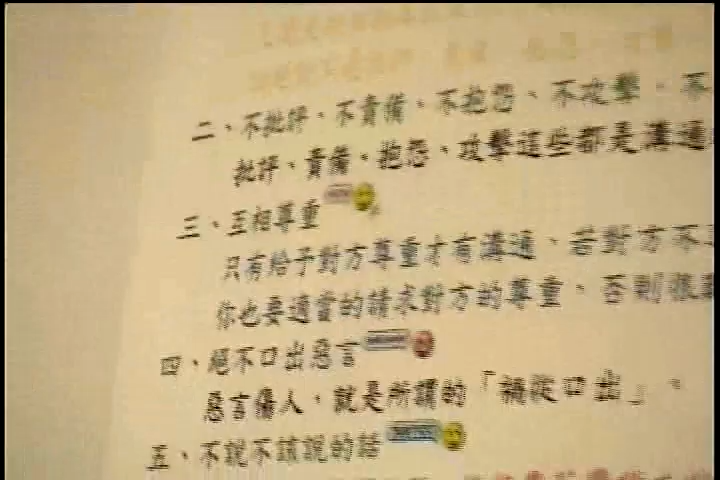 二、不批評、不責備、不抱怨、不攻擊、不
批評、責備、抱怨、攻擊這些都是溝通
三、互相尊重
只有給予對方尊重才有溝通、若對方不
你也要適當的請求對方的尊重、否則很
四、絕不口出惡言
惡言傷人、就是所謂的「禍從口出」。
五、不說不該說的話